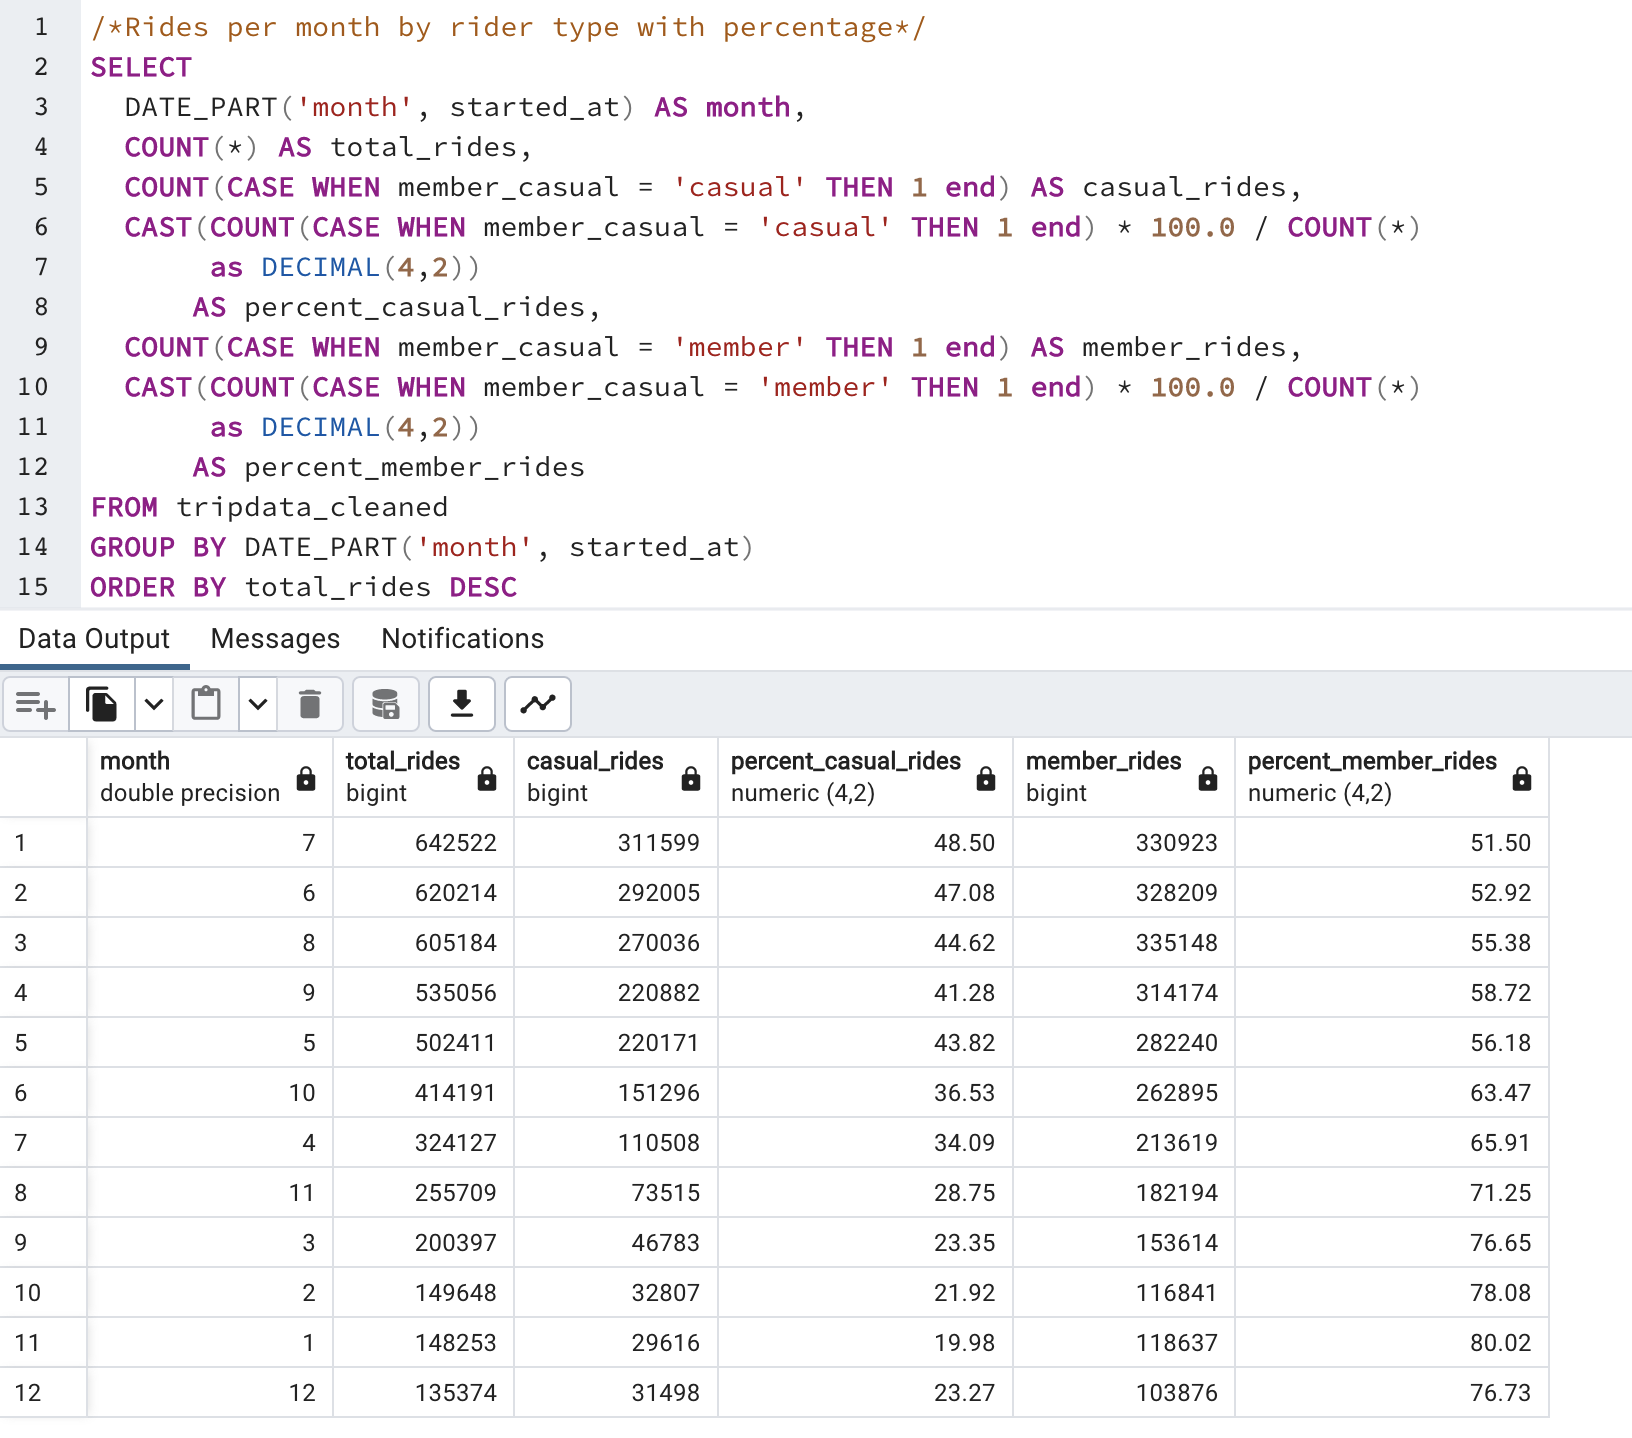 1 /*Rides per month by rider type with percentage*/
2 SELECT
3 DATE_PART('month', started_at) AS month,
4 COUNT(*) AS total_rides,
5 COUNT(CASE WHEN member_casual = 'casual' THEN 1 end) AS casual_rides,
6 CAST(COUNT(CASE WHEN member_casual = 'casual' THEN 1 end) * 100.0 / COUNT(*)
7 as DECIMAL(4,2))
8 AS percent_casual_rides,
9 COUNT(CASE WHEN member_casual = 'member' THEN 1 end) AS member_rides,
10 CAST(COUNT(CASE WHEN member_casual = 'member' THEN 1 end) * 100.0 / COUNT(*)
11 as DECIMAL(4,2))
12 AS percent_member_rides
13 FROM tripdata_cleaned
14 GROUP BY DATE_PART('month', started_at)
15 ORDER BY total_rides DESC
Data Output Messages Notifications
month total_rides casual_rides percent_casual_rides member_rides percent_member_rides
double precision bigint bigint numeric (4,2) bigint numeric (4,2)
1 7 642522 311599 48.50 330923 51.50
2 6 620214 292005 47.08 328209 52.92
3 8 605184 270036 44.62 335148 55.38
4 9 535056 220882 41.28 314174 58.72
5 5 502411 220171 43.82 282240 56.18
6 10 414191 151296 36.53 262895 63.47
7 4 324127 110508 34.09 213619 65.91
8 11 255709 73515 28.75 182194 71.25
9 3 200397 46783 23.35 153614 76.65
10 2 149648 32807 21.92 116841 78.08
11 1 148253 29616 19.98 118637 80.02
12 12 135374 31498 23.27 103876 76.73